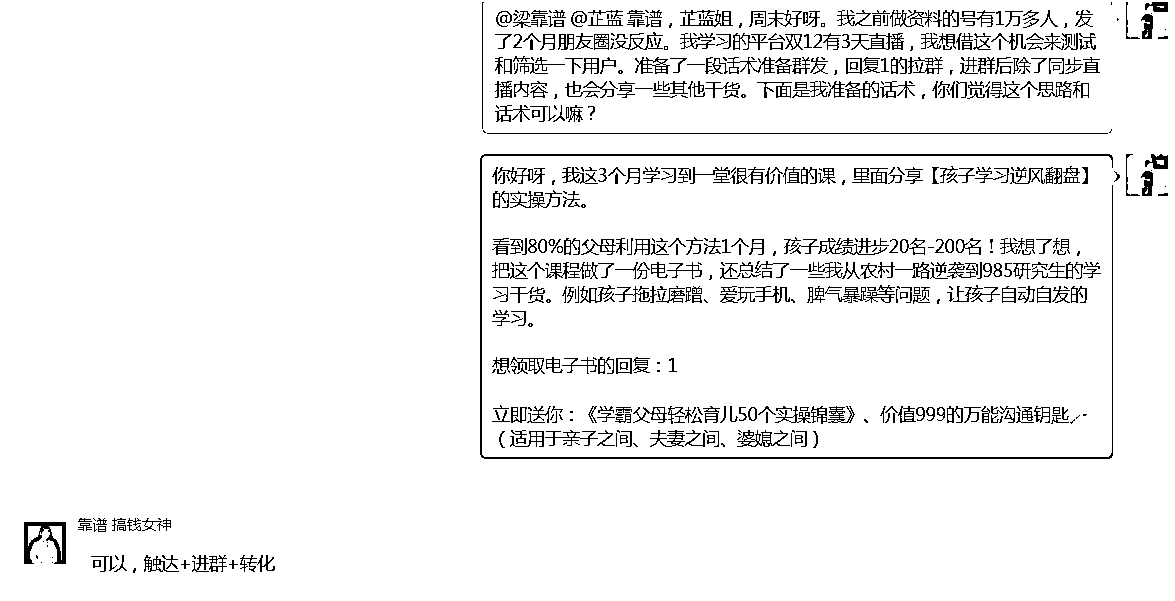 @梁靠谱 @芷蓝 靠谱，芷蓝姐，周末好呀。我之前做资料的号有1万多人，发
了2个月朋友圈没反应。我学习的平台双12有3天直播，我想借这个机会来测试
和筛选一下用户。准备了一段话术准备群发，回复1的拉群，进群后除了同步直
播内容，也会分享一些其他干货。下面是我准备的话术，你们觉得这个思路和
话术可以嘛？
你好呀，我这3个月学习到一堂很有价值的课，里面分享【孩子学习逆风翻盘】
的实操方法。
看到80%的父母利用这个方法1个月，孩子成绩进步20名-200名！我想了想，
把这个课程做了一份电子书，还总结了一些我从农村一路逆袭到985研究生的学
习干货。例如孩子拖拉磨蹭、爱玩手机、脾气暴躁等问题，让孩子自动自发的
学习。
想领取电子书的回复：1
立即送你：《学霸父母轻松育儿50个实操锦囊》、价值999的万能沟通钥匙
（适用于亲子之间、夫妻之间、婆媳之间）
靠谱 搞钱女神
可以，触达+进群+转化